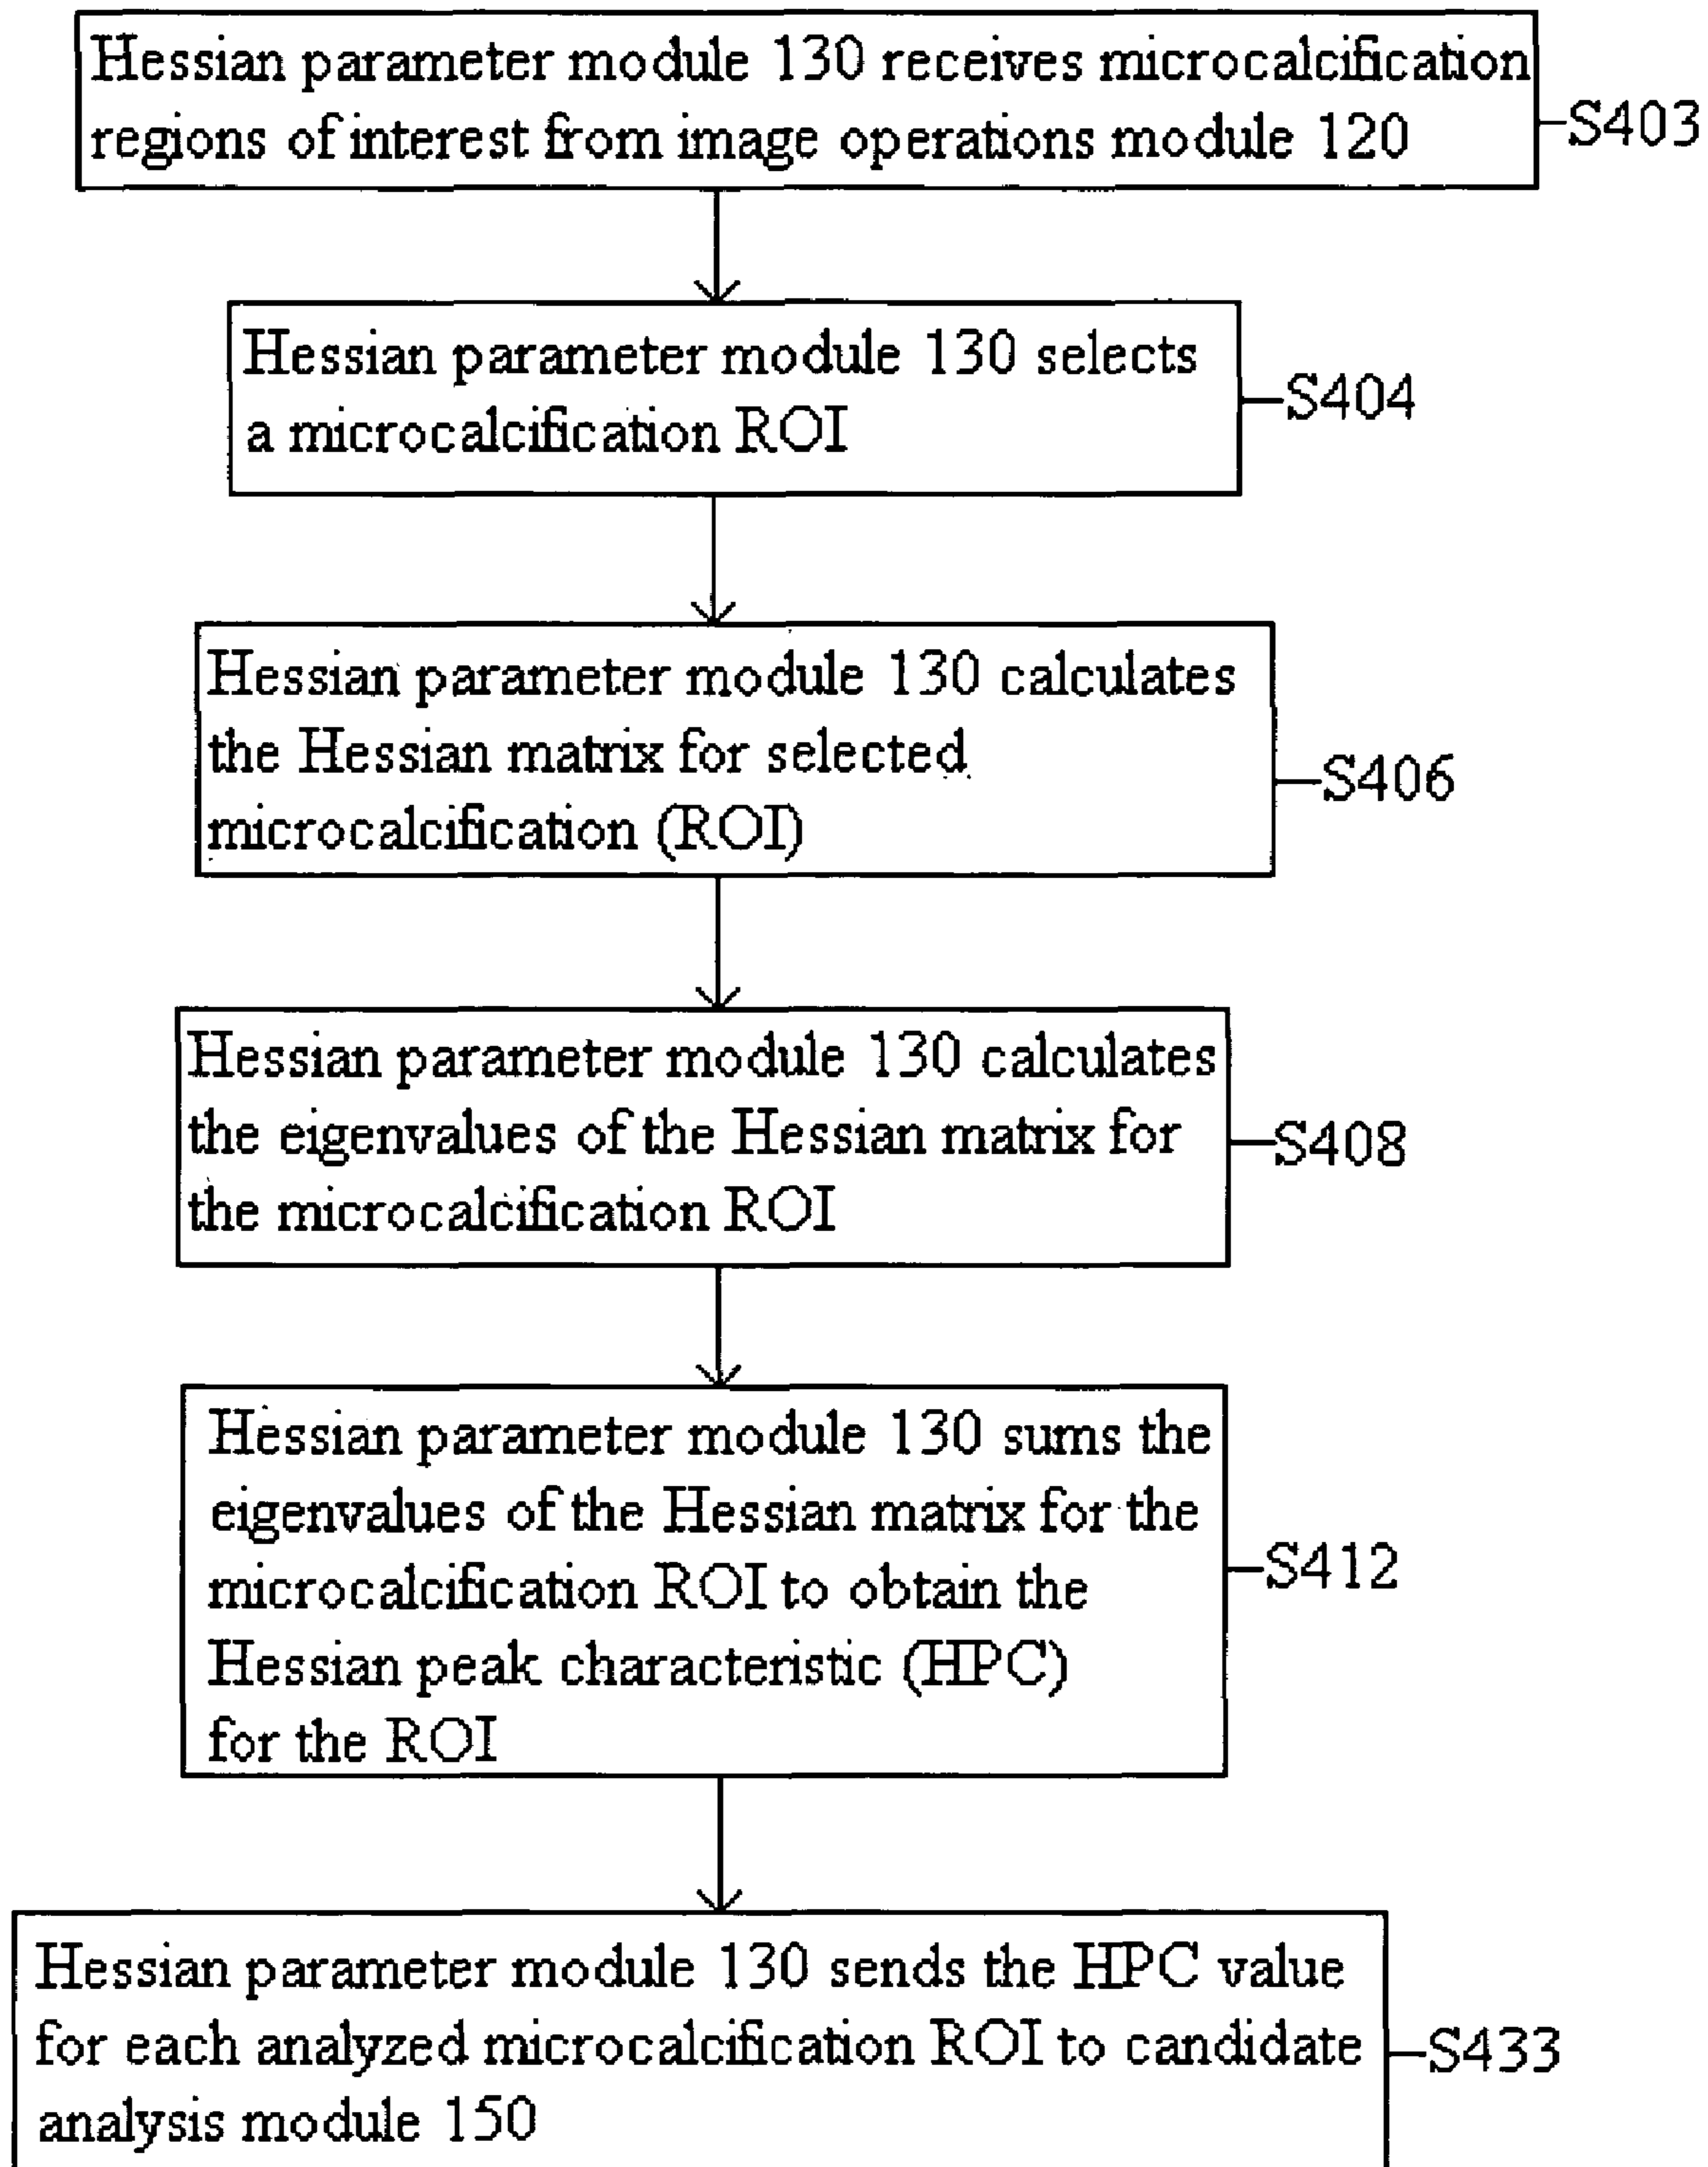 Hessian parameter module 130 receives microcalcification
regions of interest from image operations module 120
S403
Hessian parameter module 130 selects
a microcalcification ROI
S404
Hessian parameter module 130 calculates
the Hessian matrix for selected
microcalcification (ROI)
S406
Hessian parameter module 130 calculates
the eigenvalues of the Hessian matrix for
the microcalcification ROI
S408
Hessian parameter module 130 sums the
eigenvalues of the Hessian matrix for the
microcalcification ROI to obtain the
Hessian peak characteristic (HPC)
for the ROI
S412
Hessian parameter module 130 sends the HPC value
for each analyzed microcalcification ROI to candidate
analysis module 150
S433